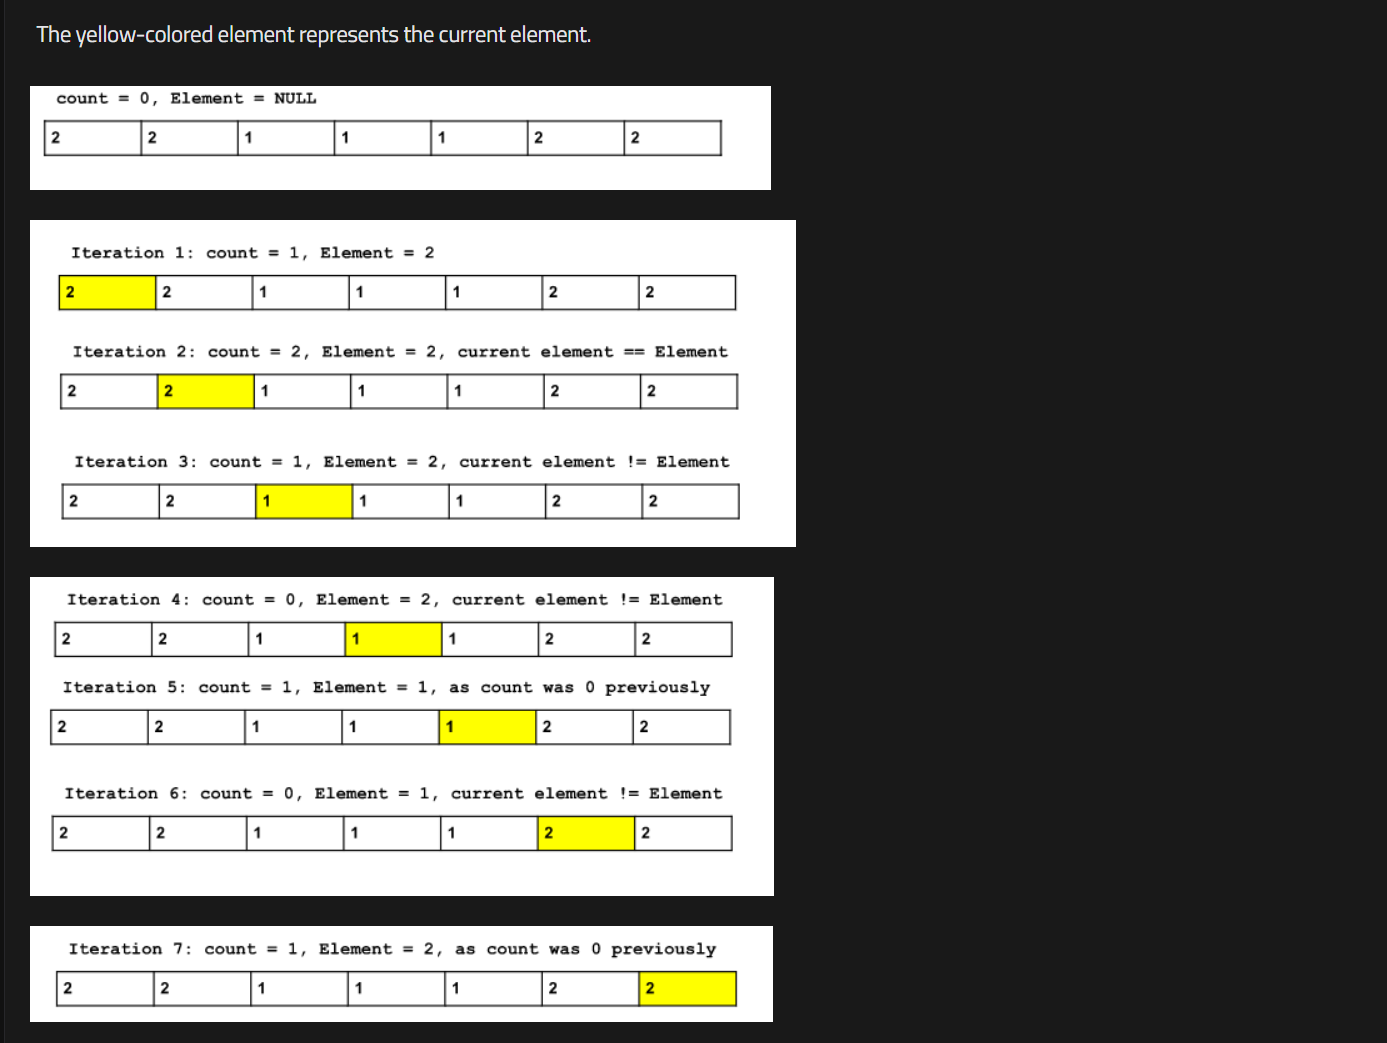 The yellow-colored element represents the current element.
count = 0, Element = NULL
2 2 1 1 1 2 2
Iteration 1: count = 1, Element = 2
2 2 1 1 1 2 2
Iteration 2: count = 2, Element = 2, current element == Element
2 2 1 1 1 2 2
Iteration 3: count = 1, Element = 2, current element != Element
2 2 1 1 1 2 2
Iteration 4: count = 0, Element = 2, current element != Element
2 2 1 1 1 2 2
Iteration 5: count = 1, Element = 1, as count was 0 previously
2 2 1 1 1 2 2
Iteration 6: count = 0, Element = 1, current element != Element
2 2 1 1 1 2 2
Iteration 7: count = 1, Element = 2, as count was 0 previously
2 2 1 1 1 2 2